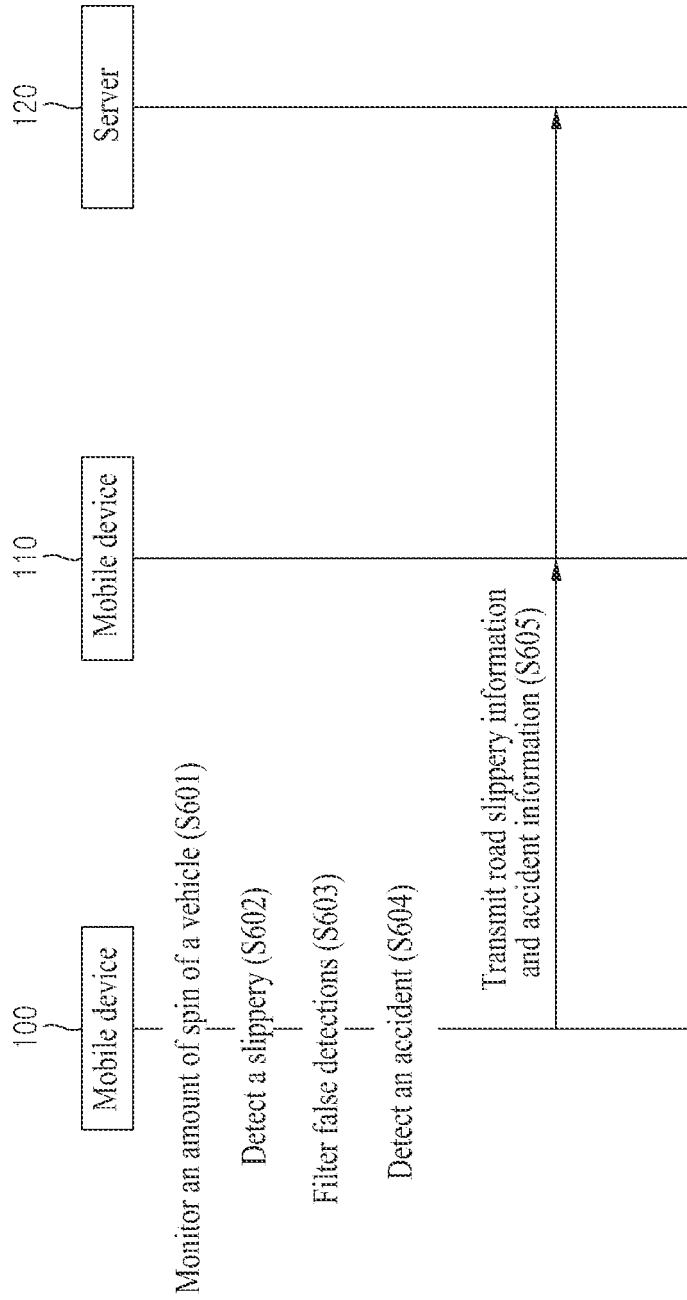 100
110
120
Mobile device
Mobile device
Server
Monitor an amount of spin of a vehicle (S601)
Detect a slippery (S602)
Filter false detections (S603)
Detect an accident (S604)
Transmit road slippery information
and accident information (S605)